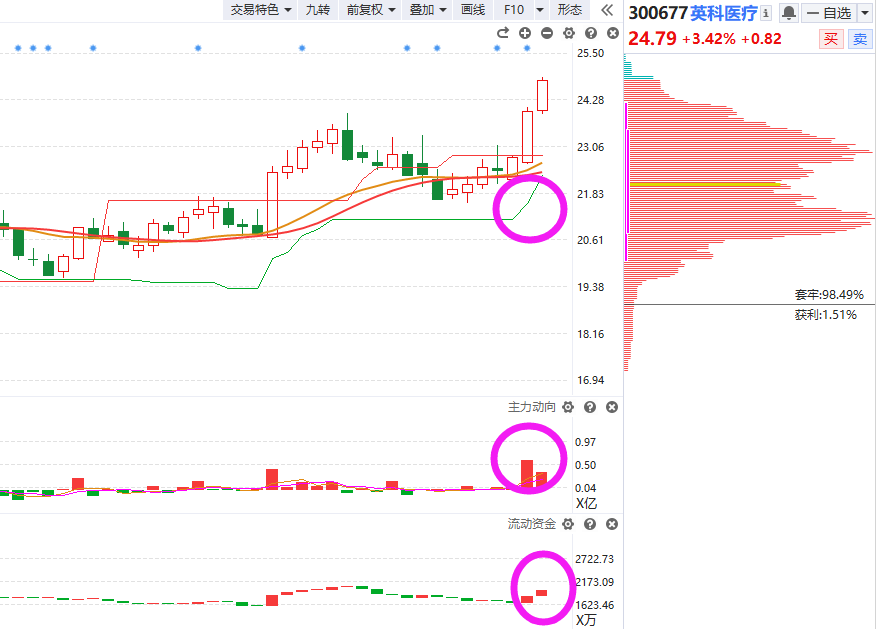 交易特色 九转 前复权 叠加 画线 F10 形态
300677 英科医疗 自选
24.79 +3.42% +0.82 买 卖
25.50
24.28
23.06
21.83
20.61
19.38
18.16
16.94
套牢:98.49%
获利:1.51%
主力动向
0.97
0.50
0.04
X亿
流动资金
2722.73
2173.09
1623.46
X万